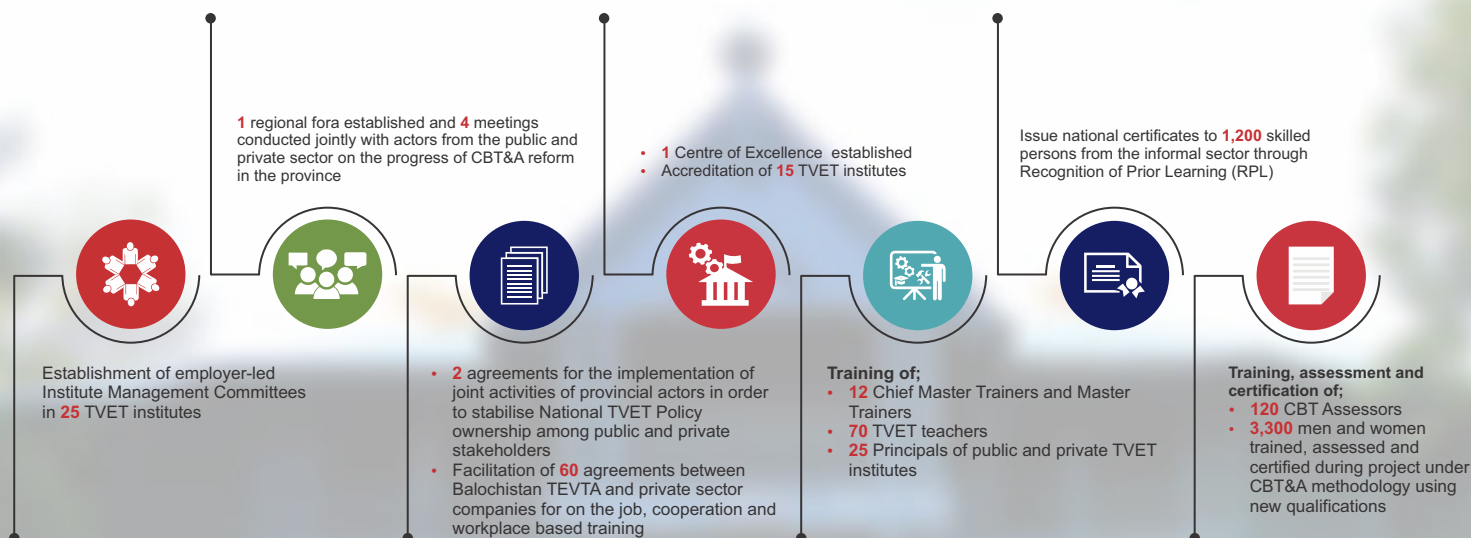 Establishment of employer-led
Institute Management Committees
in 25 TVET institutes
1 regional fora established and 4 meetings
conducted jointly with actors from the public and
private sector on the progress of CBT&A reform
in the province
• 2 agreements for the implementation of
joint activities of provincial actors in order
to stabilise National TVET Policy
ownership among public and private
stakeholders
• Facilitation of 60 agreements between
Balochistan TEVTA and private sector
companies for on the job, cooperation and
workplace based training
• 1 Centre of Excellence established
• Accreditation of 15 TVET institutes
Training of;
• 12 Chief Master Trainers and Master
Trainers
• 70 TVET teachers
• 25 Principals of public and private TVET
institutes
Issue national certificates to 1,200 skilled
persons from the informal sector through
Recognition of Prior Learning (RPL)
Training, assessment and
certification of;
• 120 CBT Assessors
• 3,300 men and women
trained, assessed and
certified during project under
CBT&A methodology using
new qualifications